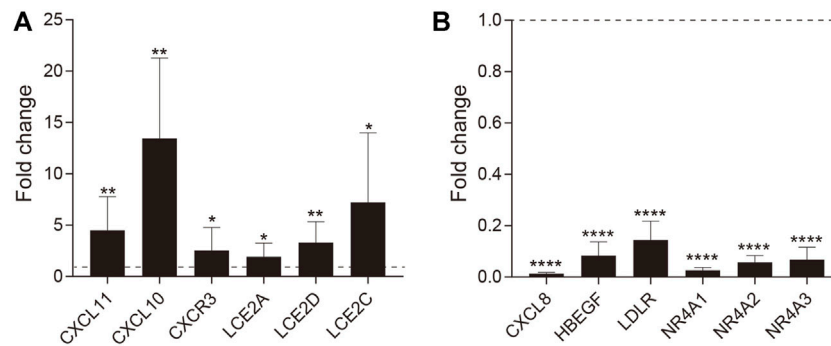 A
Fold change
25
20
15
10
5
0
**
**
*
*
**
*
CXCL11
CXCL10
CXCR3
LCE2A
LCE2D
LCE2C
B
Fold change
1.0
0.8
0.6
0.4
0.2
0.0
****
****
****
****
****
****
CXCL8
HBEGF
LDLR
NR4A1
NR4A2
NR4A3